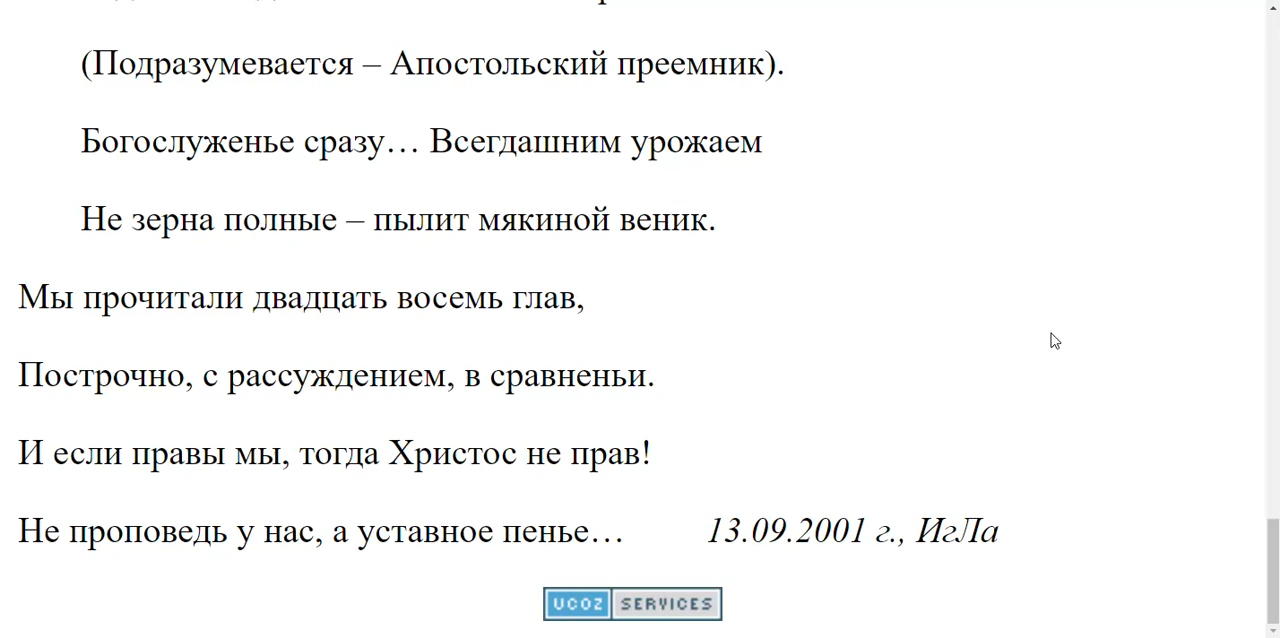 (Подразумевается – Апостольский преемник).
Богослуженье сразу… Всегдашним урожаем
Не зерна полные – пылит мякиной веник.
Мы прочитали двадцать восемь глав,
Построчно, с рассуждением, в сравненьи.
И если правы мы, тогда Христос не прав!
Не проповедь у нас, а уставное пенье… 13.09.2001 г., ИгЛа
UCOZ SERVICES